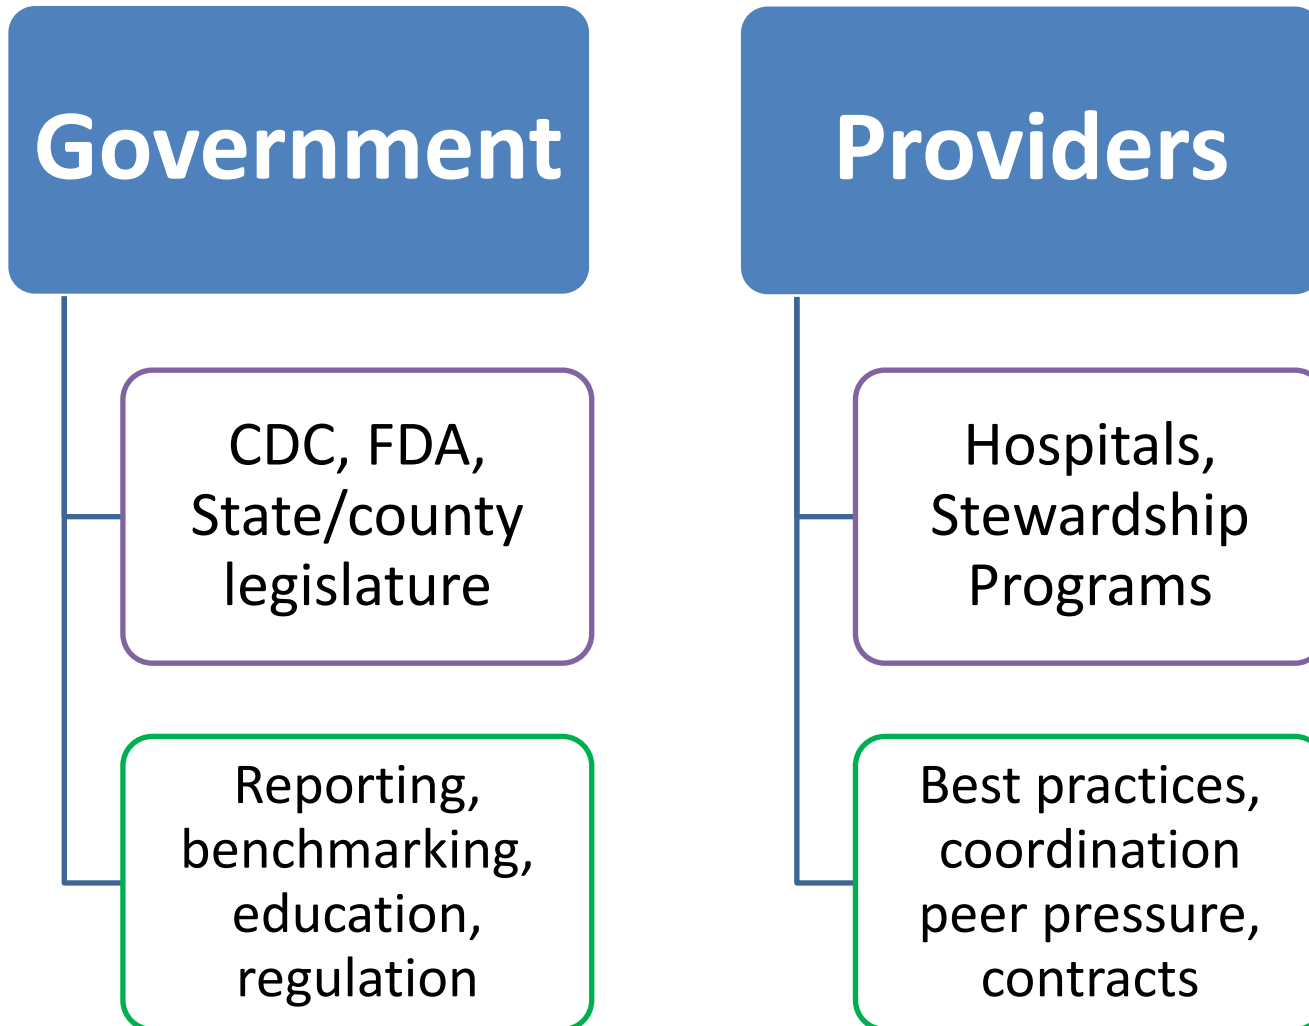 Government
CDC, FDA,
State/county
legislature
Reporting,
benchmarking,
education,
regulation
Providers
Hospitals,
Stewardship
Programs
Best practices,
coordination
peer pressure,
contracts